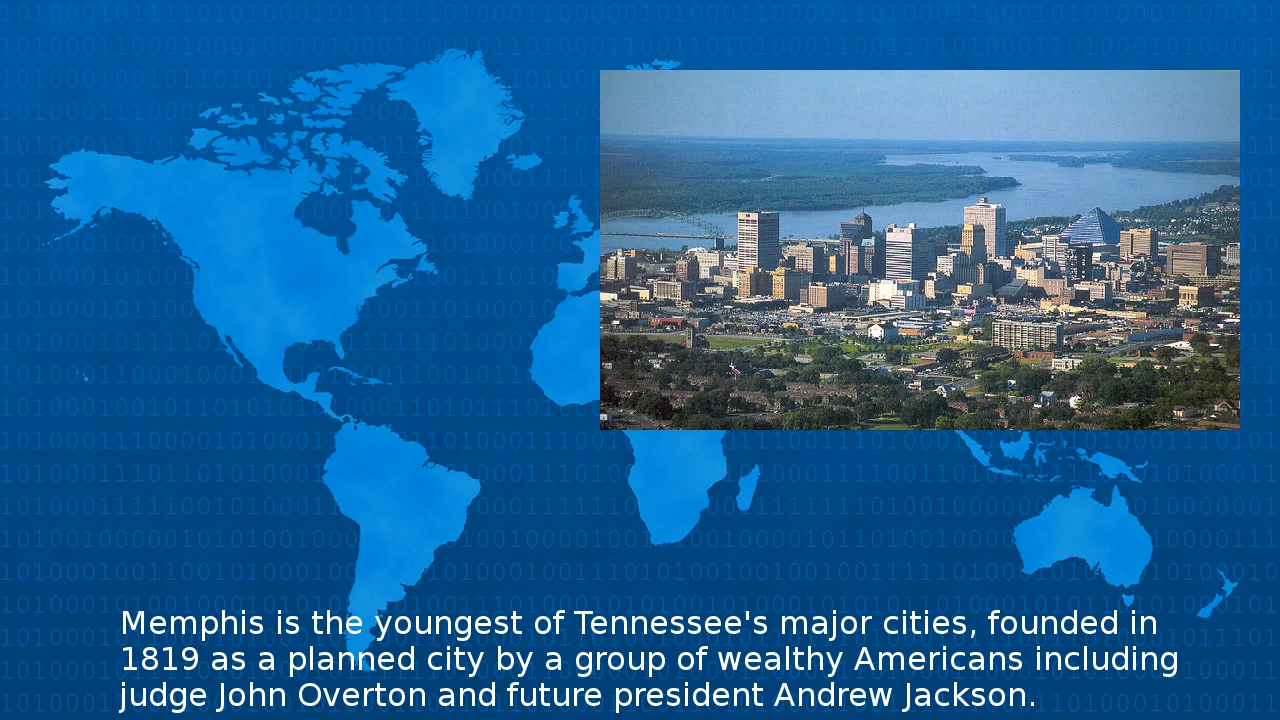 Memphis is the youngest of Tennessee's major cities, founded in
1819 as a planned city by a group of wealthy Americans including
judge John Overton and future president Andrew Jackson.